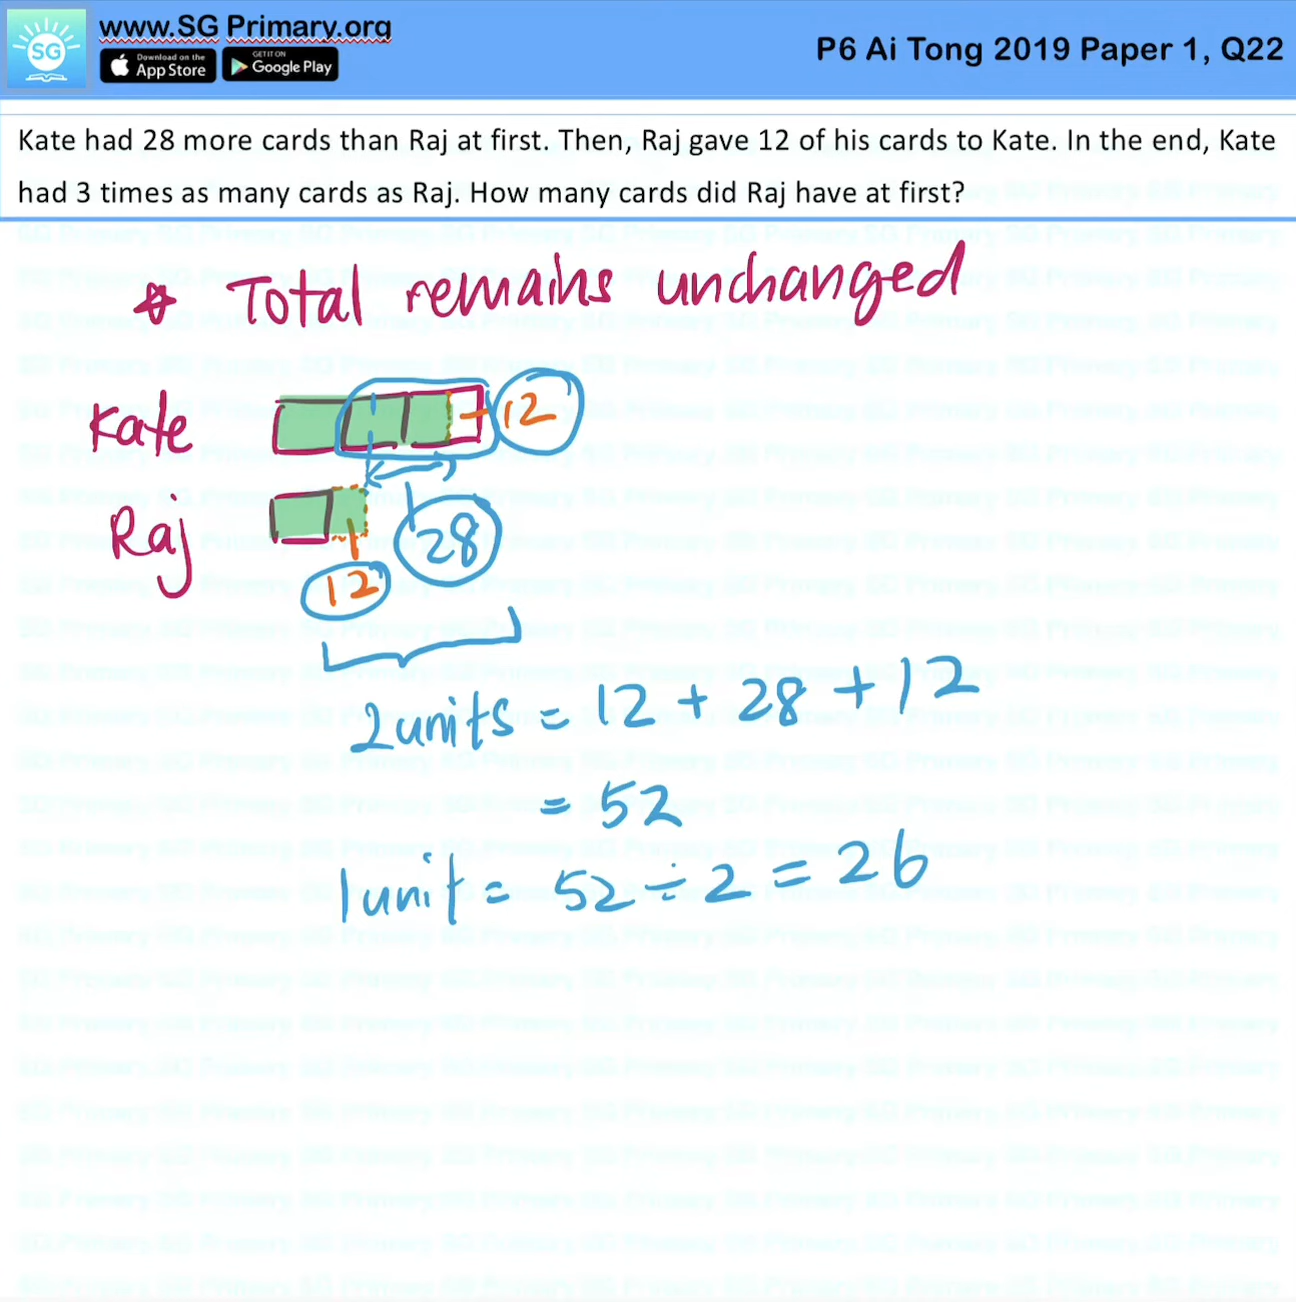 www.SG Primary.org
SG
Download on the
App Store
GET IT ON
Google Play
P6 Ai Tong 2019 Paper 1, Q22
Kate had 28 more cards than Raj at first. Then, Raj gave 12 of his cards to Kate. In the end, Kate
had 3 times as many cards as Raj. How many cards did Raj have at first?
* Total remains unchanged
Kate
12
Raj
28
12
2 units = 12 + 28 + 12
= 52
1 unit = 52 ÷ 2 = 26